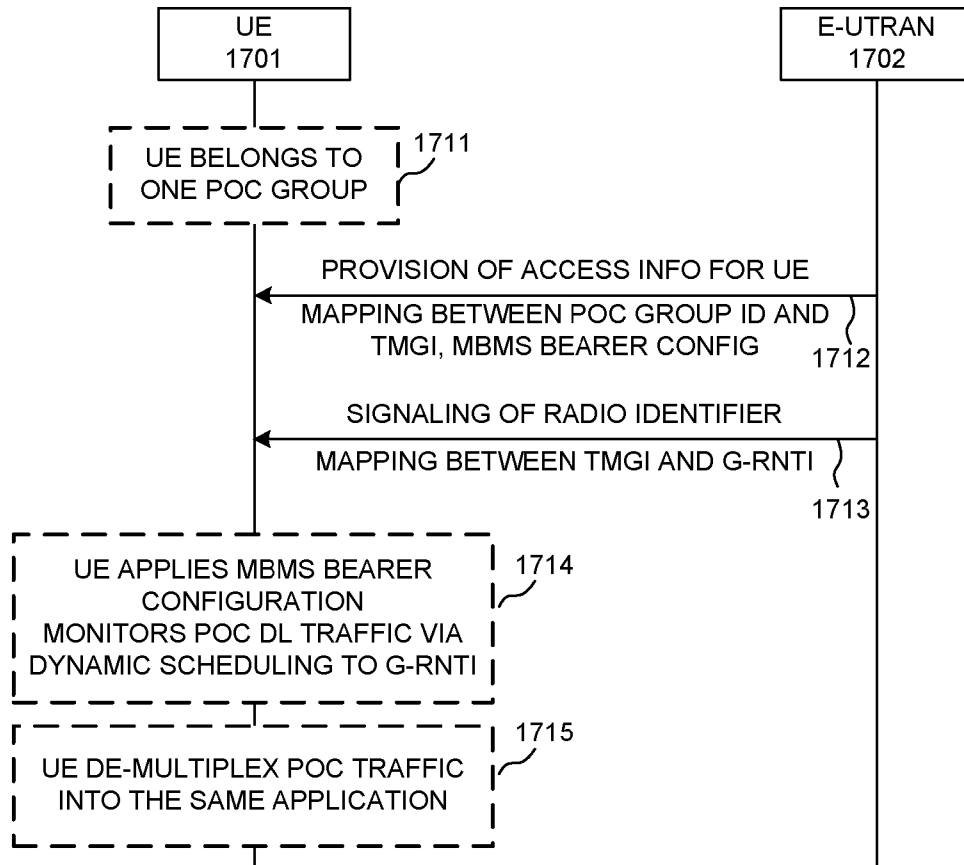 UE
1701
E-UTRAN
1702
UE BELONGS TO
ONE POC GROUP
1711
PROVISION OF ACCESS INFO FOR UE
MAPPING BETWEEN POC GROUP ID AND
TMGI, MBMS BEARER CONFIG
1712
SIGNALING OF RADIO IDENTIFIER
MAPPING BETWEEN TMGI AND G-RNTI
1713
UE APPLIES MBMS BEARER
CONFIGURATION
MONITORS POC DL TRAFFIC VIA
DYNAMIC SCHEDULING TO G-RNTI
1714
UE DE-MULTIPLEX POC TRAFFIC
INTO THE SAME APPLICATION
1715